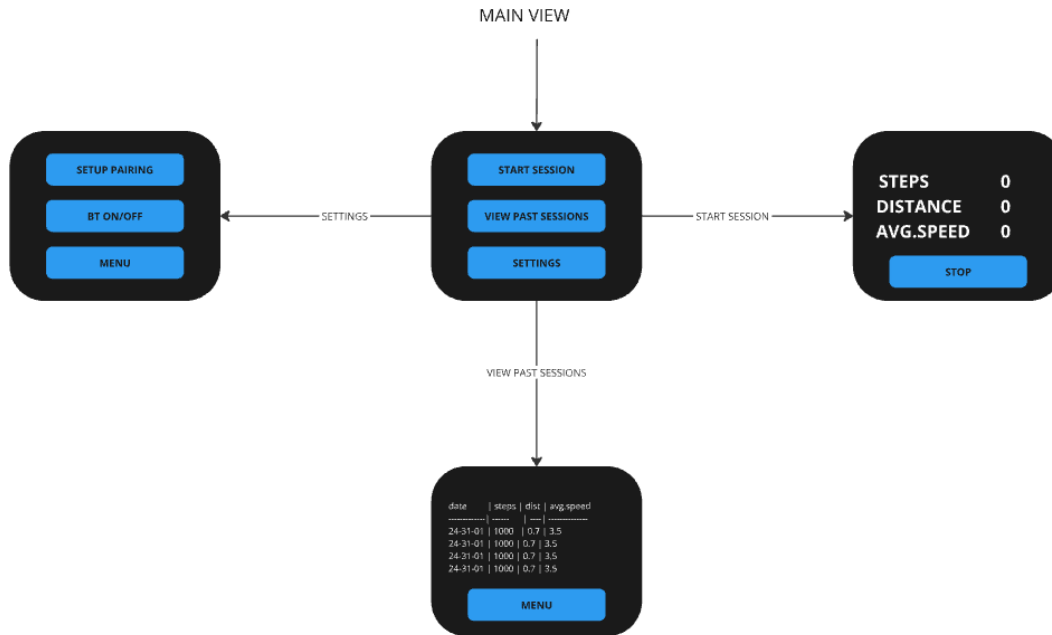 MAIN VIEW
SETUP PAIRING
BT ON/OFF
MENU
SETTINGS
START SESSION
VIEW PAST SESSIONS
SETTINGS
START SESSION
STEPS 0
DISTANCE 0
AVG.SPEED 0
STOP
VIEW PAST SESSIONS
date | steps | dist | avg.speed
-------------| ------ | ----| --------------
24-31-01 | 1000 | 0.7 | 3.5
24-31-01 | 1000 | 0.7 | 3.5
24-31-01 | 1000 | 0.7 | 3.5
24-31-01 | 1000 | 0.7 | 3.5
MENU